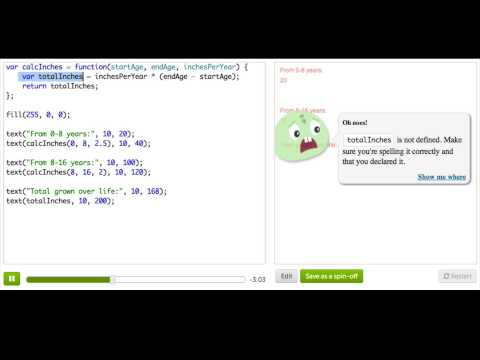 var calcInches = function(startAge, endAge, inchesPerYear) {
var totalInches = inchesPerYear * (endAge - startAge);
return totalInches;
};
fill(255, 0, 0);
text("From 0-8 years:", 10, 20);
text(calcInches(0, 8, 2.5), 10, 40);
text("From 8-16 years:", 10, 100);
text(calcInches(8, 16, 2), 10, 120);
text("Total grown over life:", 10, 168);
text(totalInches, 10, 200);
From 0-8 years:
20
Oh noes!
totalInches is not defined. Make
sure you're spelling it correctly and
that you declared it.
Show me where
-3:03
Edit
Save as a spin-off
Restart